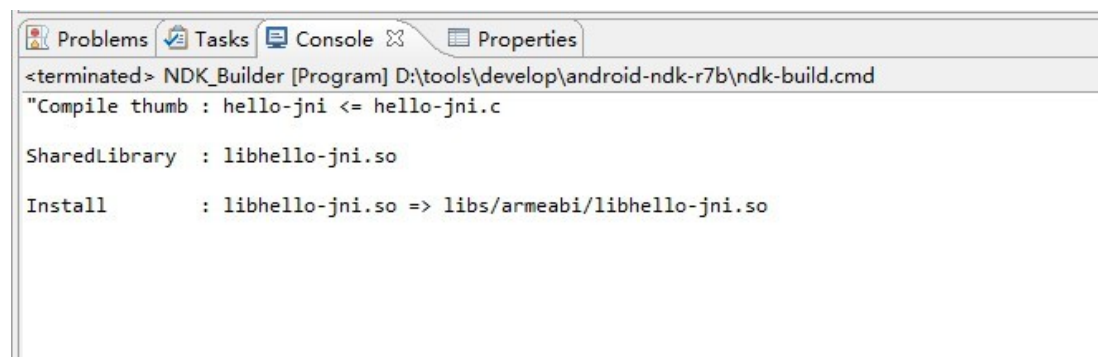 Problems Tasks Console Properties
<terminated> NDK_Builder [Program] D:\tools\develop\android-ndk-r7b\ndk-build.cmd
"Compile thumb : hello-jni <= hello-jni.c
SharedLibrary  : libhello-jni.so
Install        : libhello-jni.so => libs/armeabi/libhello-jni.so